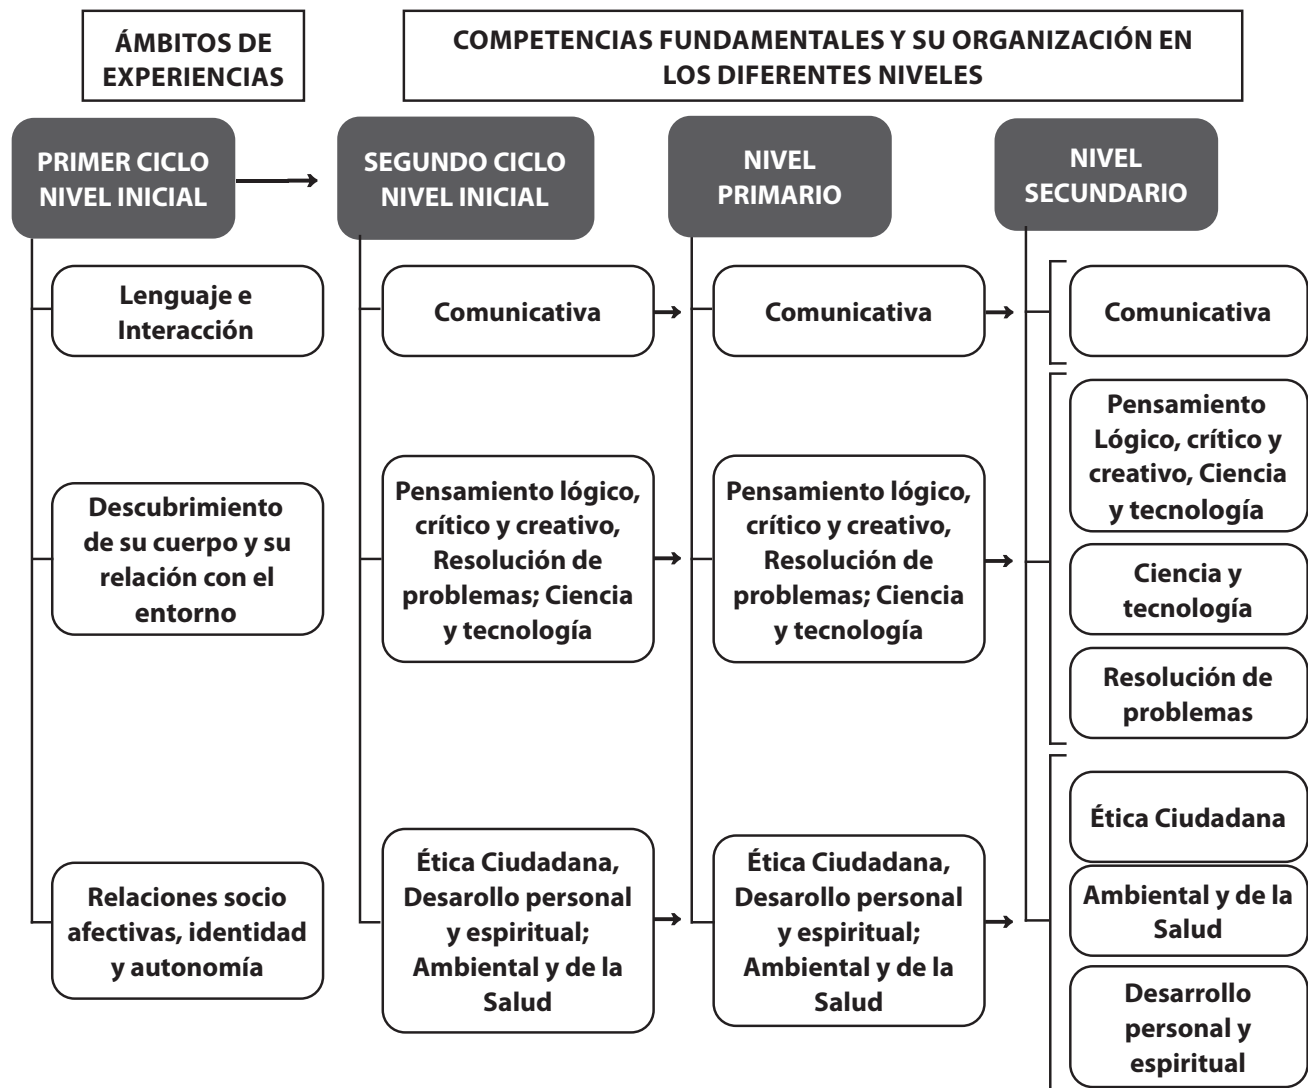 ÁMBITOS DE
EXPERIENCIAS
COMPETENCIAS FUNDAMENTALES Y SU ORGANIZACIÓN EN
LOS DIFERENTES NIVELES
PRIMER CICLO
NIVEL INICIAL
SEGUNDO CICLO
NIVEL INICIAL
NIVEL
PRIMARIO
NIVEL
SECUNDARIO
Lenguaje e
Interacción
Comunicativa
Comunicativa
Comunicativa
Descubrimiento
de su cuerpo y su
relación con el
entorno
Pensamiento lógico,
crítico y creativo,
Resolución de
problemas; Ciencia
y tecnología
Pensamiento lógico,
crítico y creativo,
Resolución de
problemas; Ciencia
y tecnología
Pensamiento
Lógico, crítico y
creativo, Ciencia
y tecnología
Ciencia y
tecnología
Resolución de
problemas
Relaciones socio
afectivas, identidad
y autonomía
Ética Ciudadana,
Desarollo personal
y espiritual;
Ambiental y de la
Salud
Ética Ciudadana,
Desarollo personal
y espiritual;
Ambiental y de la
Salud
Ética Ciudadana
Ambiental y de la
Salud
Desarrollo
personal y
espiritual